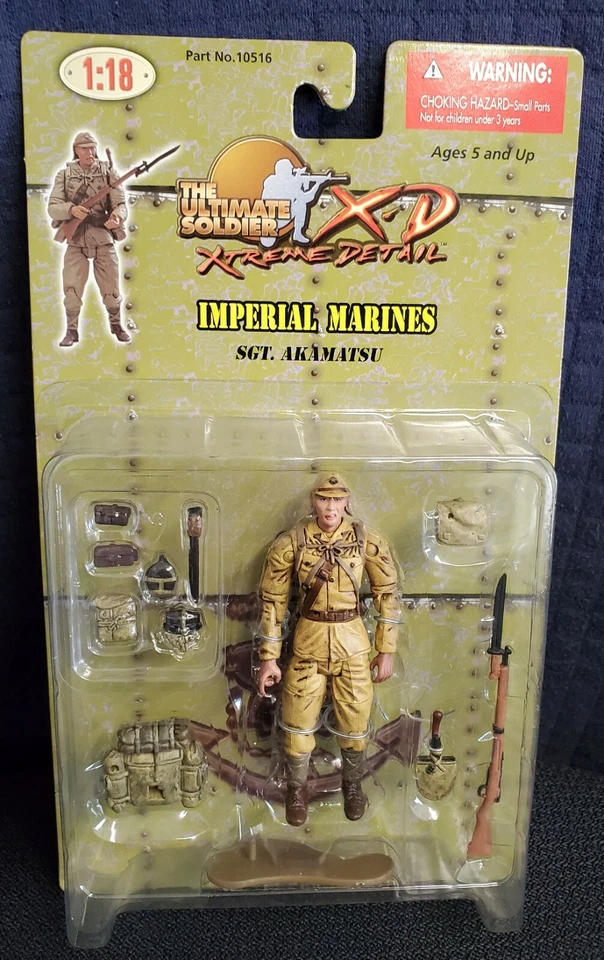 1:18
Part No.10516
WARNING:
CHOKING HAZARD–Small Parts
Not for children under 3 years
Ages 5 and Up
THE
ULTIMATE
SOLDIER
X-D
XTREME DETAIL™
IMPERIAL MARINES
SGT. AKAMATSU